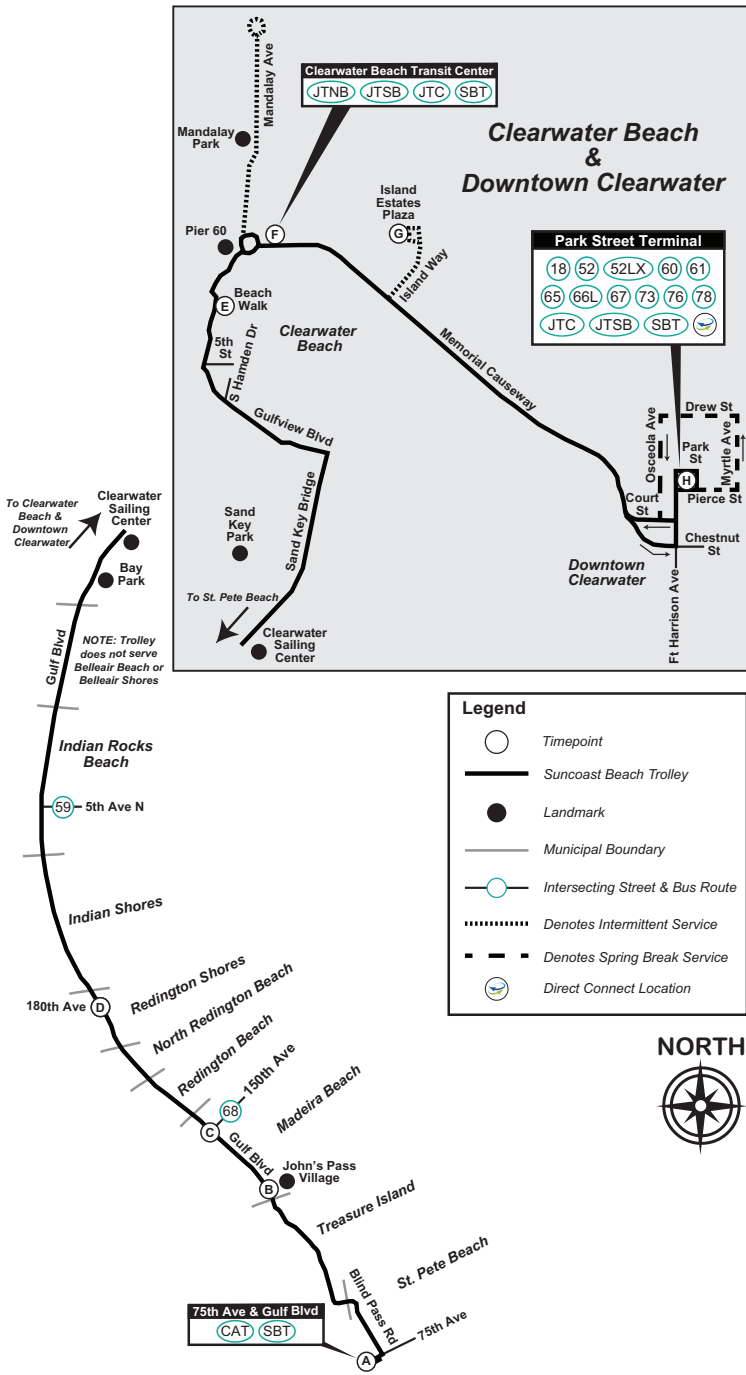 Mandalay Ave
Clearwater Beach Transit Center
JTNB JTSB JTC SBT
Mandalay
Park
Clearwater Beach
&
Downtown Clearwater
Island
Estates
Plaza
G
F
Pier 60
Island Way
Park Street Terminal
18 52 52LX 60 61
65 66L 67 73 76 78
JTC JTSB SBT
E
Beach
Walk
5th
St
S Hamden Dr
Clearwater
Beach
Memorial Causeway
Gulfview Blvd
Drew St
Osceola Ave
Park
St
Myrtle Ave
H
Pierce St
Court
St
Chestnut
St
Downtown
Clearwater
Ft Harrison Ave
Sand
Key
Park
Sand Key Bridge
To St. Pete Beach
Clearwater
Sailing
Center
To Clearwater
Beach &
Downtown
Clearwater
Clearwater
Sailing
Center
Bay
Park
Gulf Blvd
NOTE: Trolley
does not serve
Belleair Beach or
Belleair Shores
Indian Rocks
Beach
59 5th Ave N
Indian Shores
180th Ave D
Redington Shores
North Redington Beach
Redington Beach
68 150th Ave
C
Madeira Beach
Gulf Blvd
John's Pass
Village
B
Treasure Island
St. Pete Beach
Blind Pass Rd
75th Ave
75th Ave & Gulf Blvd
CAT SBT
A
Legend
Timepoint
Suncoast Beach Trolley
Landmark
Municipal Boundary
Intersecting Street & Bus Route
Denotes Intermittent Service
Denotes Spring Break Service
Direct Connect Location
NORTH